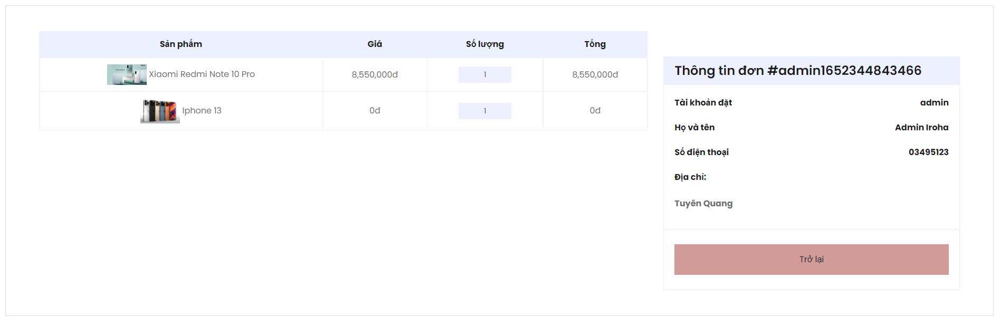 Sản phẩm Giá Số lượng Tổng
Xiaomi Redmi Note 10 Pro 8,550,000đ 1 8,550,000đ
Iphone 13 0đ 1 0đ
Thông tin đơn #admin1652344843466
Tài khoản đặt admin
Họ và tên Admin Iroha
Số điện thoại 03495123
Địa chỉ:
Tuyên Quang
Trở lại